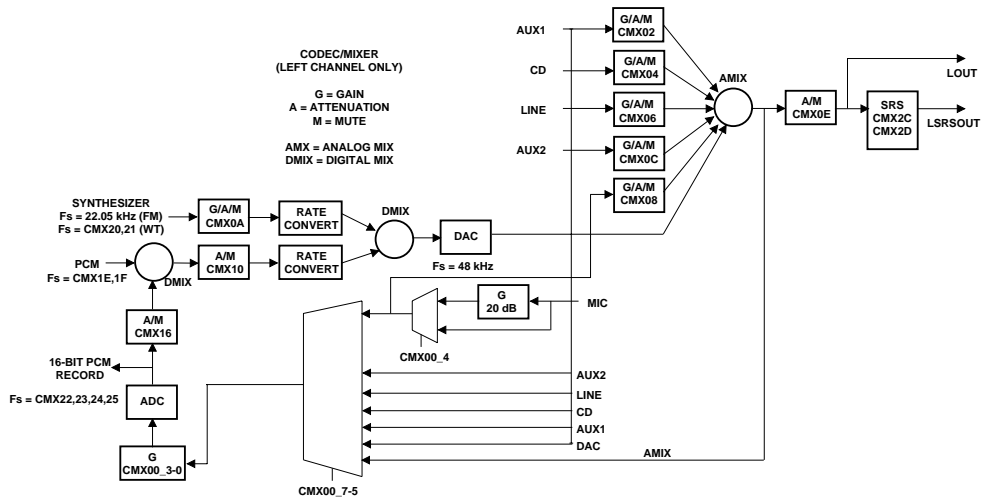 CODEC/MIXER
(LEFT CHANNEL ONLY)
G = GAIN
A = ATTENUATION
M = MUTE
AMX = ANALOG MIX
DMIX = DIGITAL MIX
AUX1
G/A/M
CMX02
CD
G/A/M
CMX04
LINE
G/A/M
CMX06
AUX2
G/A/M
CMX0C
G/A/M
CMX08
AMIX
A/M
CMX0E
LOUT
SRS
CMX2C
CMX2D
LSRSOUT
SYNTHESIZER
Fs = 22.05 kHz (FM)
Fs = CMX20,21 (WT)
G/A/M
CMX0A
RATE
CONVERT
DMIX
DAC
Fs = 48 kHz
PCM
Fs = CMX1E,1F
DMIX
A/M
CMX10
RATE
CONVERT
A/M
CMX16
G
20 dB
MIC
CMX00_4
16-BIT PCM
RECORD
Fs = CMX22,23,24,25
ADC
G
CMX00_3-0
AUX2
LINE
CD
AUX1
DAC
AMIX
CMX00_7-5